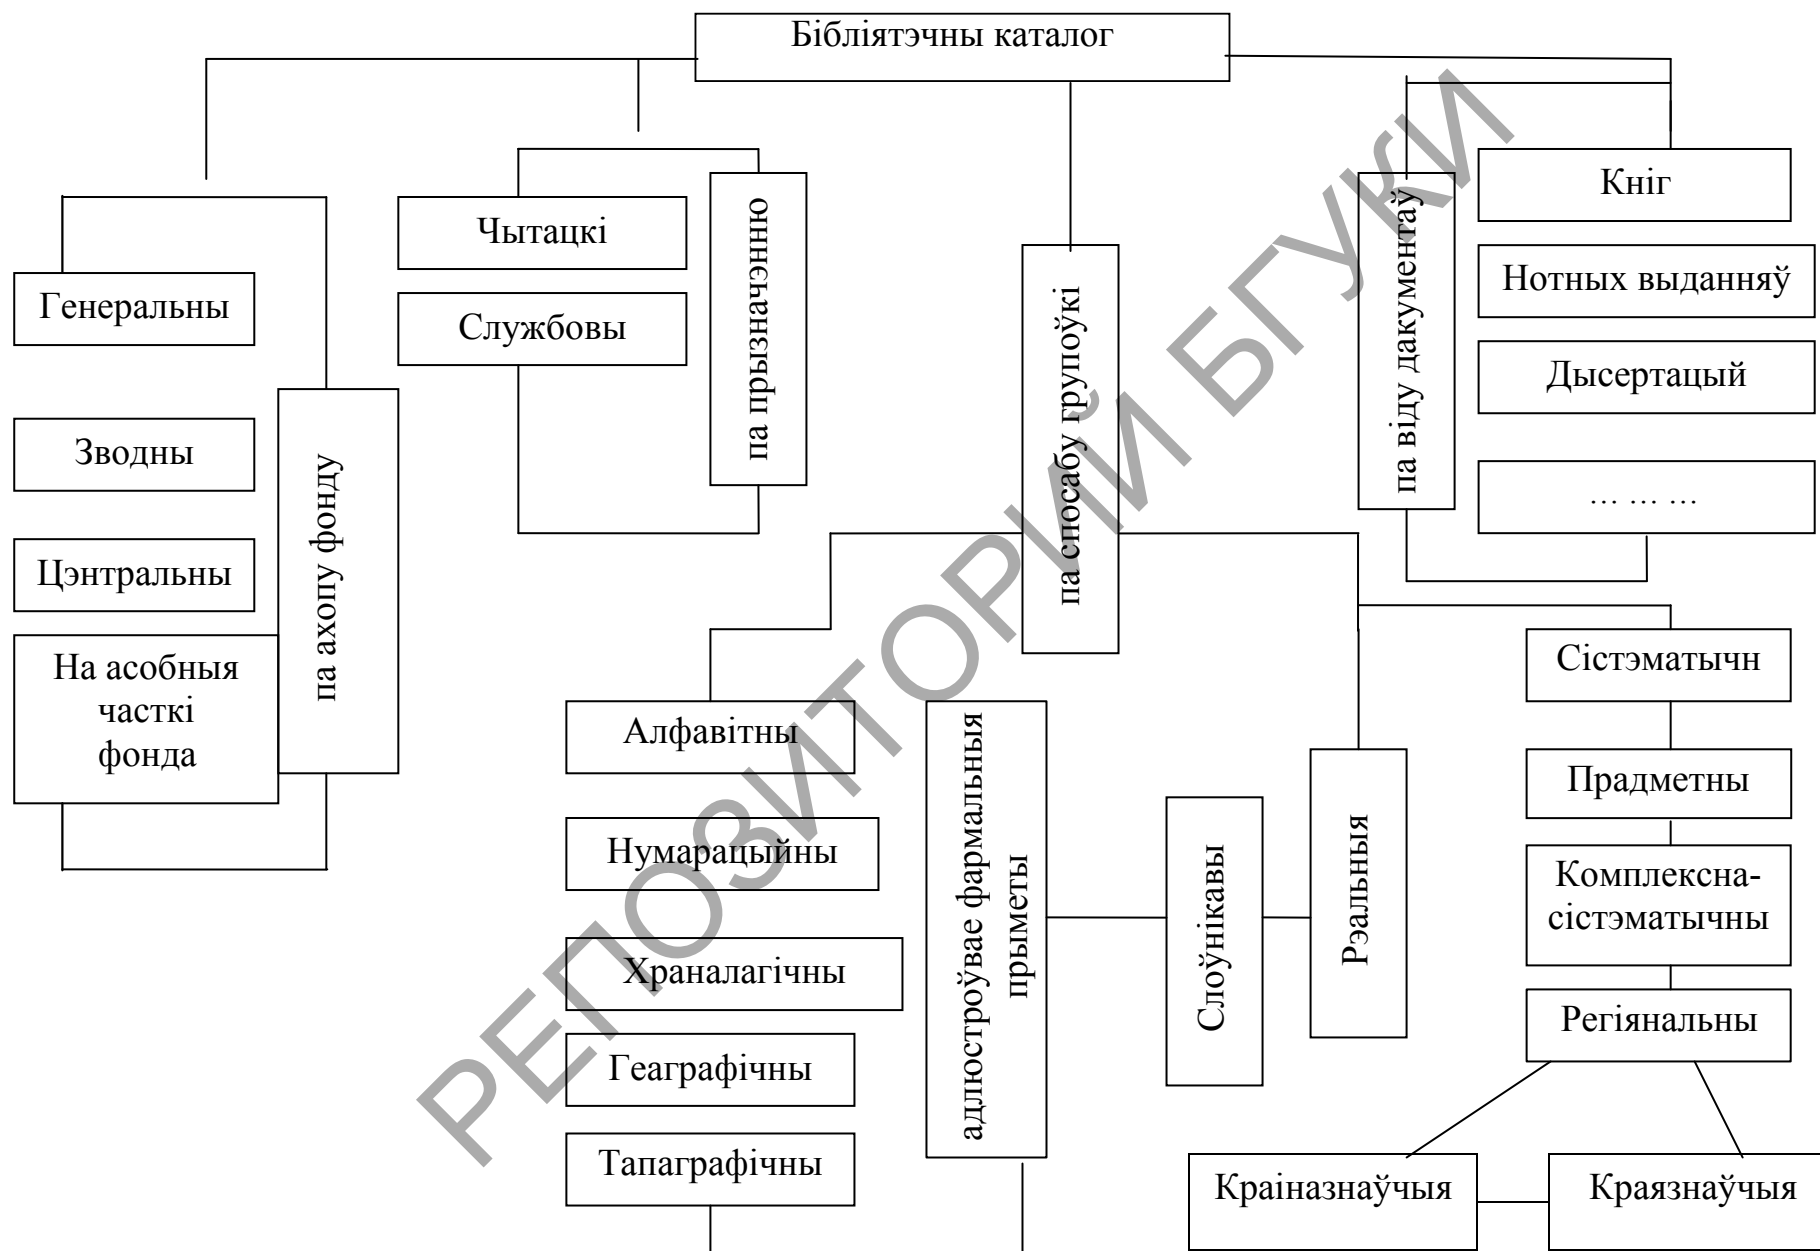 Бібліятэчны каталог
Генеральны
Зводны
Цэнтральны
На асобныя
часткі
фонда
па ахопу фонду
Чытацкі
Службовы
па прызначэнню
па спосабу групоўкі
па віду дакументаў
Кніг
Нотных выданняў
Дысертацый
… … …
Алфавітны
Нумарацыйны
Храналагічны
Геаграфічны
Тапаграфічны
адлюстроўвае фармальныя
прыметы
Слоўнікавы
Рэальныя
Сістэматычн
Прадметны
Комплексна-
сістэматычны
Регіянальны
Краіназнаўчыя
Краязнаўчыя
РЕПОЗИТОРИЙ БГУКИ